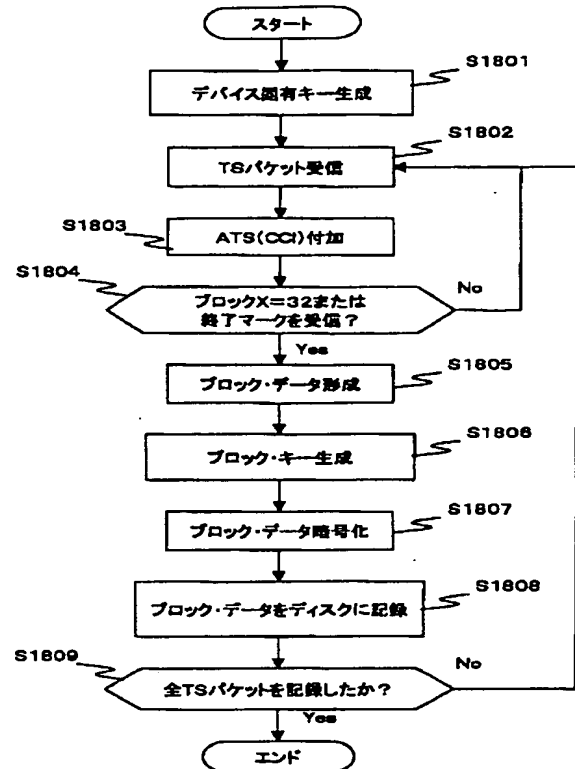 スタート
S1801
デバイス固有キー生成
S1802
TSパケット受信
S1803
ATS(CCI)付加
S1804
No
ブロックX=32または
終了マークを受信?
Yes
S1805
ブロック・データ形成
S1806
ブロック・キー生成
S1807
ブロック・データ暗号化
S1808
ブロック・データをディスクに記録
S1809
No
全TSパケットを記録したか?
Yes
エンド